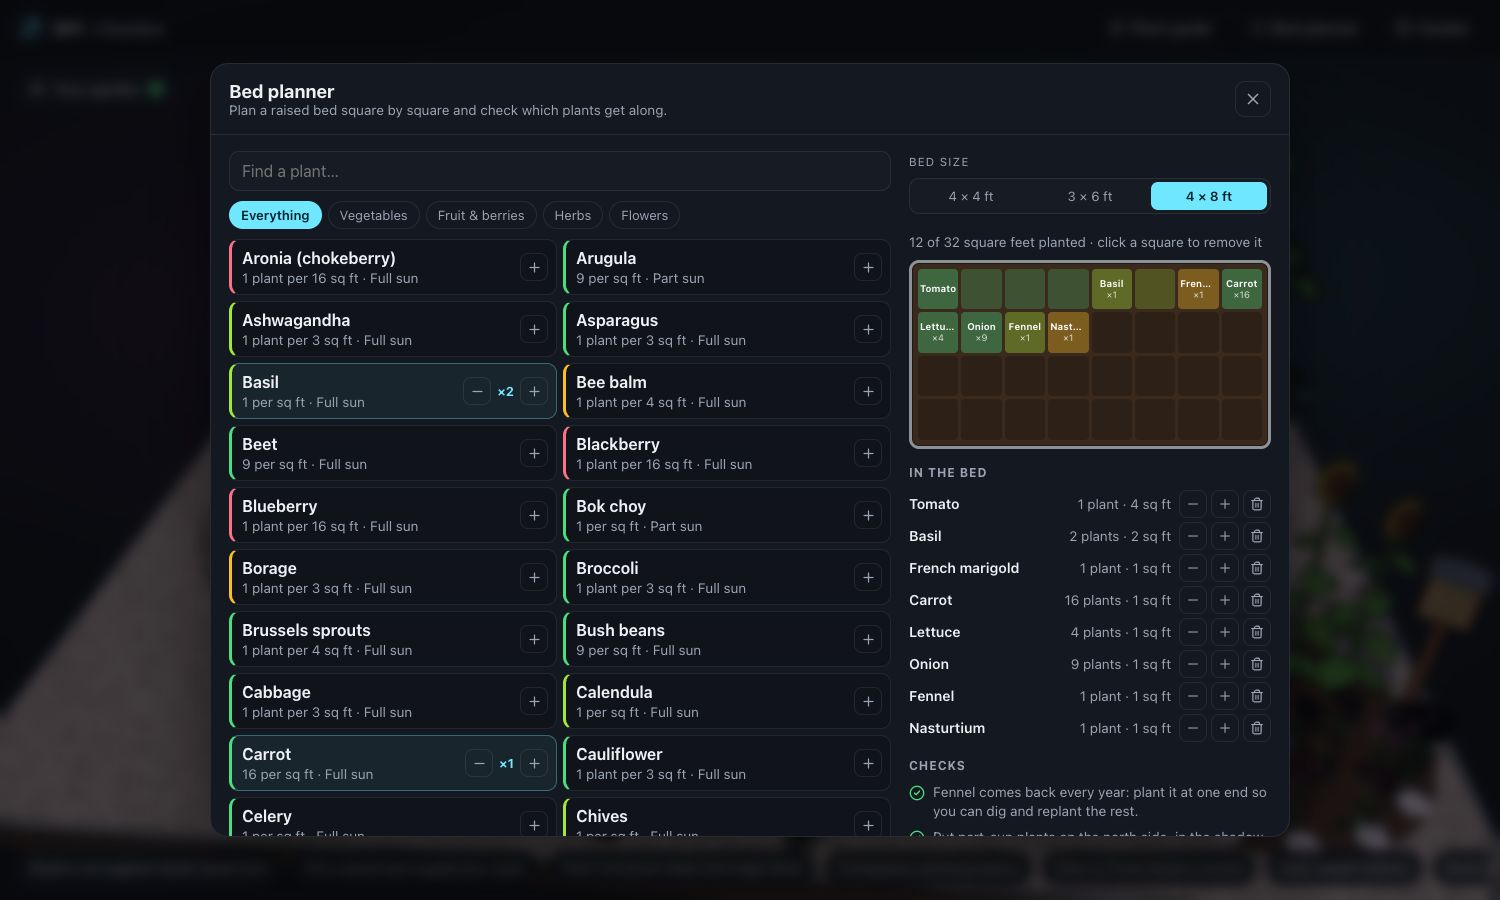 Bed planner
Plan a raised bed square by square and check which plants get along.
Find a plant...
Everything
Vegetables
Fruit & berries
Herbs
Flowers
Aronia (chokeberry)
1 plant per 16 sq ft · Full sun
Arugula
9 per sq ft · Part sun
Ashwagandha
1 plant per 3 sq ft · Full sun
Asparagus
1 plant per 3 sq ft · Full sun
Basil
1 per sq ft · Full sun
×2
Bee balm
1 plant per 4 sq ft · Full sun
Beet
9 per sq ft · Full sun
Blackberry
1 plant per 16 sq ft · Full sun
Blueberry
1 plant per 16 sq ft · Full sun
Bok choy
1 per sq ft · Part sun
Borage
1 plant per 3 sq ft · Full sun
Broccoli
1 plant per 3 sq ft · Full sun
Brussels sprouts
1 plant per 4 sq ft · Full sun
Bush beans
9 per sq ft · Full sun
Cabbage
1 plant per 3 sq ft · Full sun
Calendula
1 per sq ft · Full sun
Carrot
16 per sq ft · Full sun
×1
Cauliflower
1 plant per 3 sq ft · Full sun
Celery
Chives
BED SIZE
4 × 4 ft
3 × 6 ft
4 × 8 ft
12 of 32 square feet planted · click a square to remove it
Tomato
Basil
×1
Fren...
×1
Carrot
×16
Lettu...
×4
Onion
×9
Fennel
×1
Nast...
×1
IN THE BED
Tomato
1 plant · 4 sq ft
Basil
2 plants · 2 sq ft
French marigold
1 plant · 1 sq ft
Carrot
16 plants · 1 sq ft
Lettuce
4 plants · 1 sq ft
Onion
9 plants · 1 sq ft
Fennel
1 plant · 1 sq ft
Nasturtium
1 plant · 1 sq ft
CHECKS
Fennel comes back every year: plant it at one end so
you can dig and replant the rest.